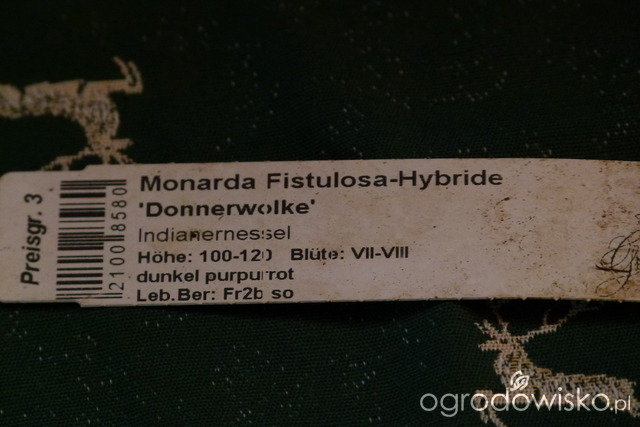 Preisgr. 3
21008580
Monarda Fistulosa-Hybride
'Donnerwolke'
Indianernessel
Höhe: 100-120 Blüte: VII-VIII
dunkel purpurrot
Leb.Ber: Fr2b so
ogrodowisko.pl